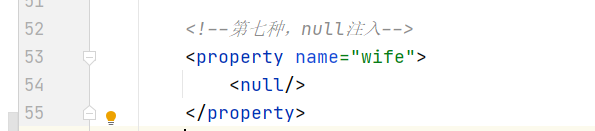 52 <!--第七种，null注入-->
53 <property name="wife">
54 <null/>
55 </property>